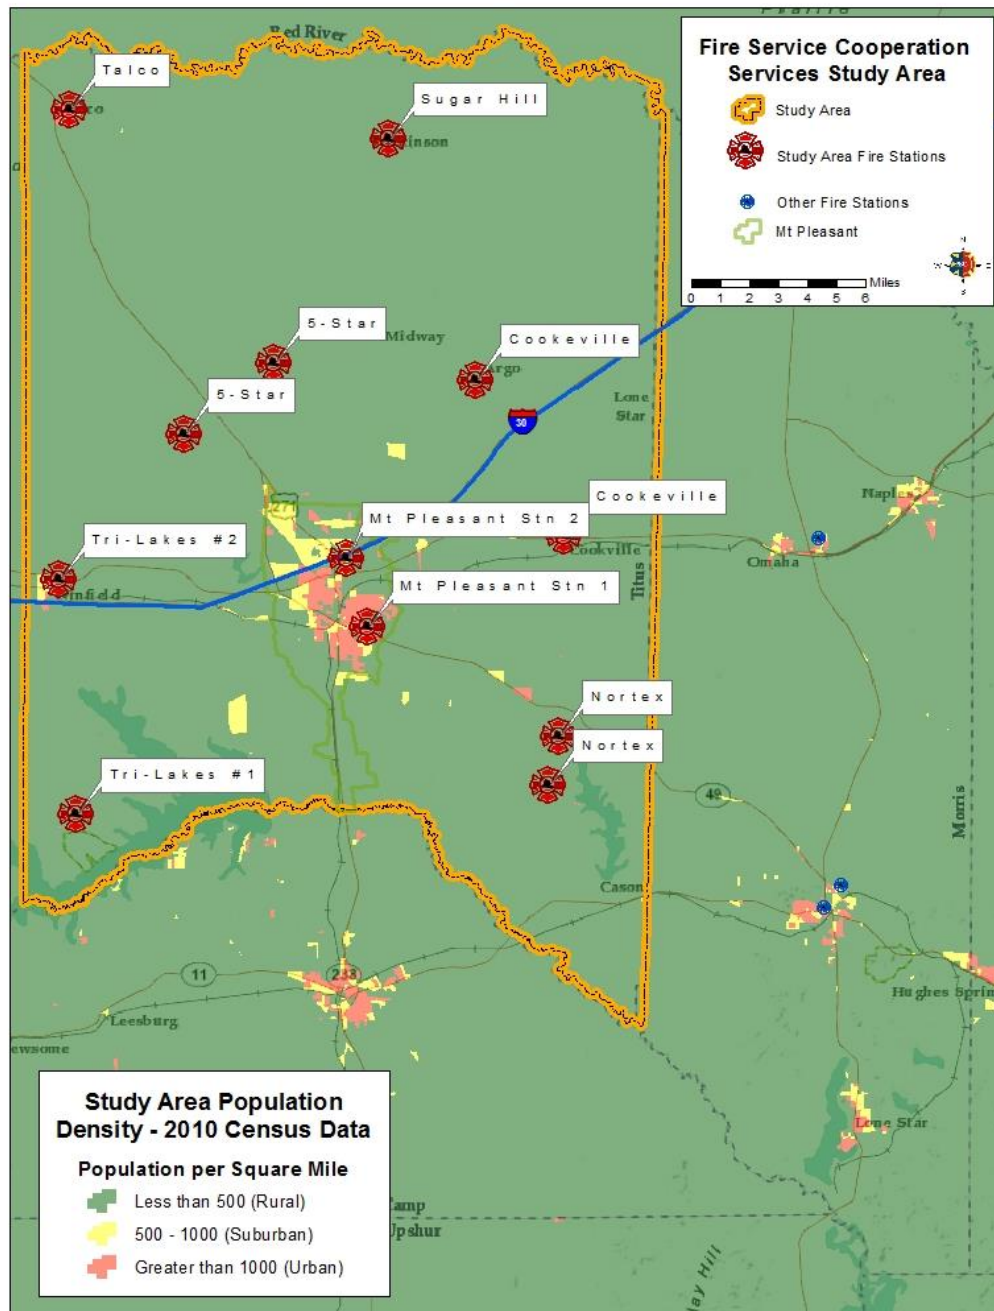 Red River
Fire Service Cooperation
Services Study Area
Study Area
Study Area Fire Stations
Other Fire Stations
Mt Pleasant
N
W
E
S
Miles
0 1 2 3 4 5 6
Talco
Sugar Hill
5-Star
Midway
Cookeville
5-Star
Lone
Star
30
271
Cookeville
Naples
Mt Pleasant Stn 2
Tri-Lakes #2
Cookville
Omaha
Mt Pleasant Stn 1
Titus
Nortex
Nortex
Tri-Lakes #1
49
Morris
Cason
11
Hughes Sprin
Leesburg
ewsome
Lone Star
Study Area Population
Density - 2010 Census Data
Population per Square Mile
Less than 500 (Rural)
500 - 1000 (Suburban)
Greater than 1000 (Urban)
Camp
Upshur